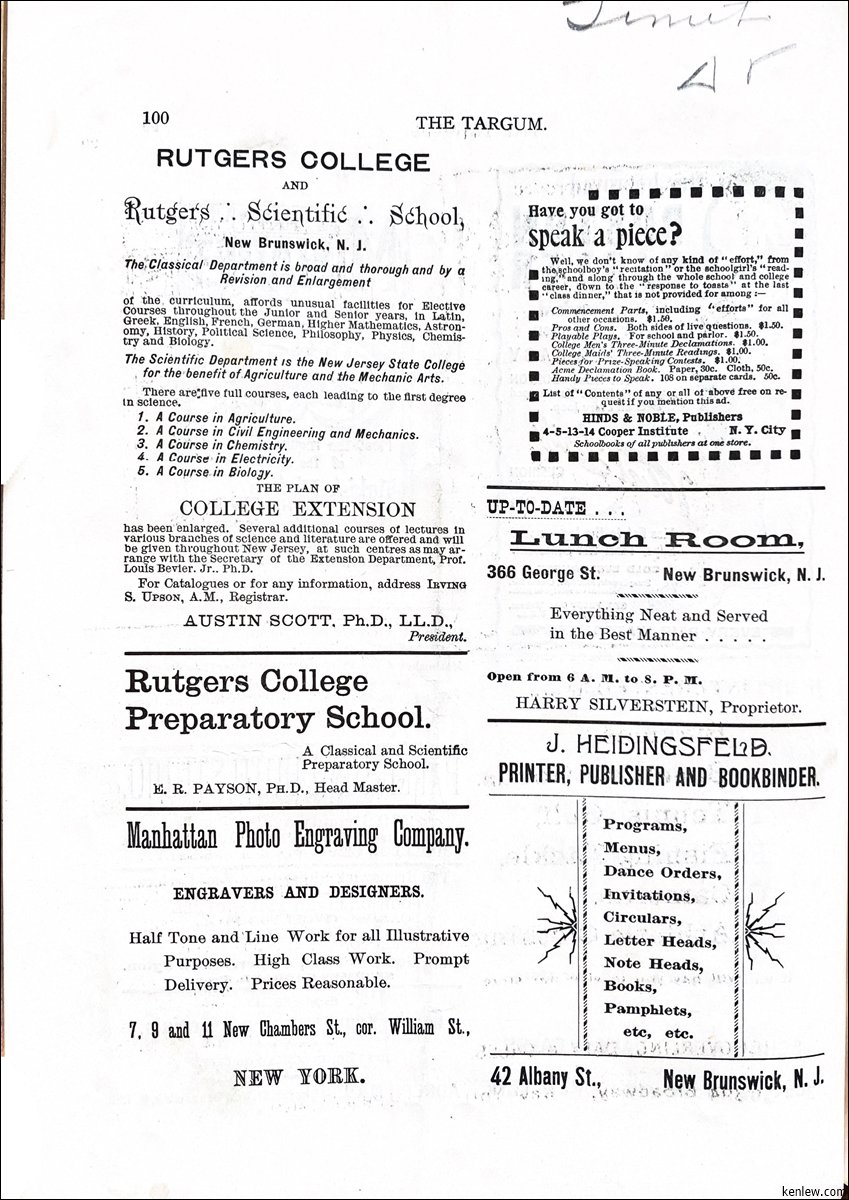 100
THE TARGUM.
RUTGERS COLLEGE
AND
Rutgers ∴ Scientific ∴ School,
New Brunswick, N. J.
The Classical Department is broad and thorough and by a
Revision and Enlargement
of the curriculum, affords unusual facilities for Elective
Courses throughout the Junior and Senior years, in Latin,
Greek, English, French, German, Higher Mathematics, Astron-
omy, History, Political Science, Philosophy, Physics, Chemis-
try and Biology.
The Scientific Department is the New Jersey State College
for the benefit of Agriculture and the Mechanic Arts.
There are five full courses, each leading to the first degree
in science.
1. A Course in Agriculture.
2. A Course in Civil Engineering and Mechanics.
3. A Course in Chemistry.
4. A Course in Electricity.
5. A Course in Biology.
THE PLAN OF
COLLEGE EXTENSION
has been enlarged. Several additional courses of lectures in
various branches of science and literature are offered and will
be given throughout New Jersey, at such centres as may ar-
range with the Secretary of the Extension Department, Prof.
Louis Bevier. Jr., Ph.D.
For Catalogues or for any information, address IRVING
S. UPSON, A.M., Registrar.
AUSTIN SCOTT, Ph.D., LL.D.,
President.
Rutgers College
Preparatory School.
A Classical and Scientific
Preparatory School.
E. R. PAYSON, PH.D., Head Master.
Manhattan Photo Engraving Company.
ENGRAVERS AND DESIGNERS.
Half Tone and Line Work for all Illustrative
Purposes. High Class Work. Prompt
Delivery. Prices Reasonable.
7, 9 and 11 New Chambers St., cor. William St.,
NEW YORK.
Have you got to
speak a piece?
Well, we don't know of any kind of "effort," from
the schoolboy's "recitation" or the schoolgirl's "read-
ing," and along through the whole school and college
career, down to the "response to toasts" at the last
"class dinner," that is not provided for among :—
Commencement Parts, including "efforts" for all
other occasions. $1.50.
Pros and Cons. Both sides of live questions. $1.50.
Playable Plays. For school and parlor. $1.50.
College Men's Three-Minute Declamations. $1.00.
College Maids' Three-Minute Readings. $1.00.
Pieces for Prize-Speaking Contests. $1.00.
Acme Declamation Book. Paper, 30c. Cloth, 50c.
Handy Pieces to Speak. 108 on separate cards. 50c.
List of "Contents" of any or all of above free on re-
quest if you mention this ad.
HINDS & NOBLE, Publishers
4-5-13-14 Cooper Institute N. Y. City
Schoolbooks of all publishers at one store.
UP-TO-DATE . . .
Lunch Room,
366 George St. New Brunswick, N. J.
Everything Neat and Served
in the Best Manner . . . . .
Open from 6 A. M. to 8. P. M.
HARRY SILVERSTEIN, Proprietor.
J. HEIDINGSFELD.
PRINTER, PUBLISHER AND BOOKBINDER.
Programs,
Menus,
Dance Orders,
Invitations,
Circulars,
Letter Heads,
Note Heads,
Books,
Pamphlets,
etc, etc.
42 Albany St., New Brunswick, N. J.
kenlew.com